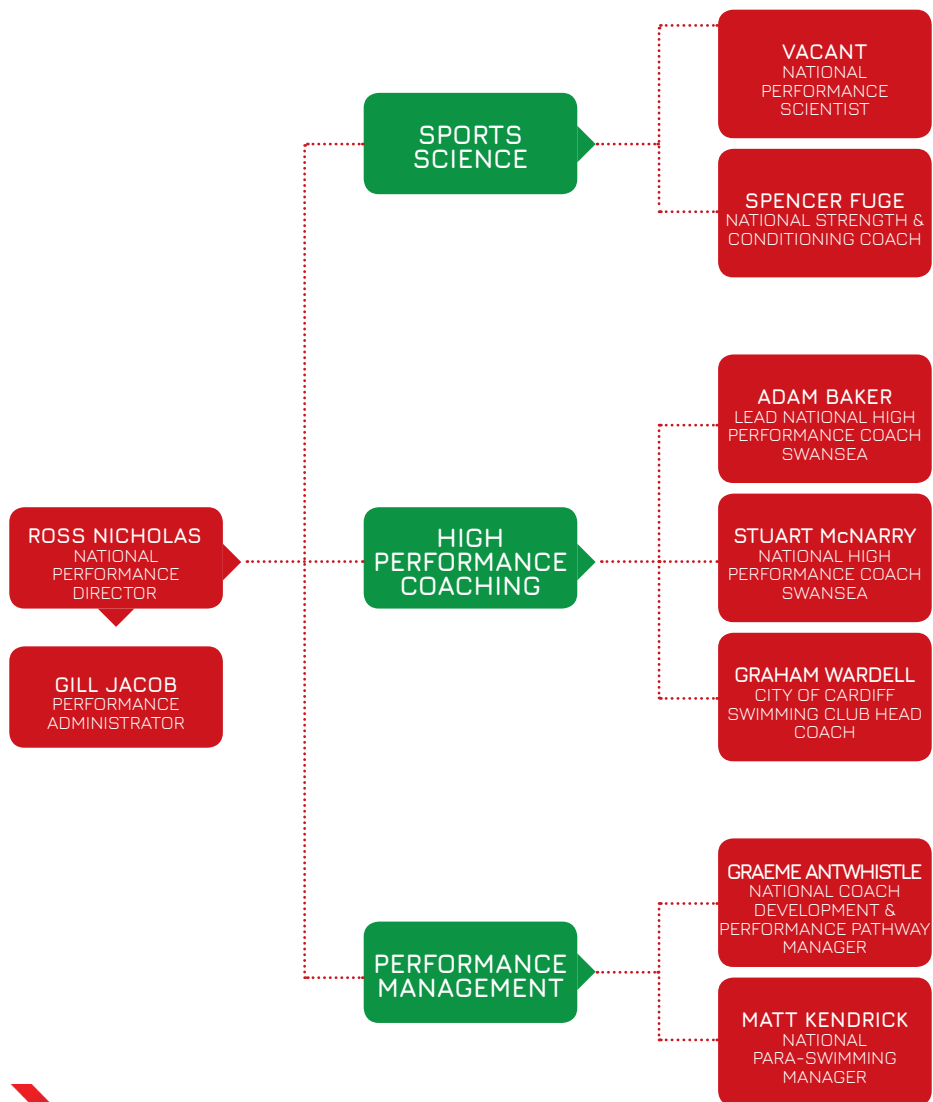 ROSS NICHOLAS
NATIONAL
PERFORMANCE
DIRECTOR
GILL JACOB
PERFORMANCE
ADMINISTRATOR
SPORTS
SCIENCE
VACANT
NATIONAL
PERFORMANCE
SCIENTIST
SPENCER FUGE
NATIONAL STRENGTH &
CONDITIONING COACH
HIGH
PERFORMANCE
COACHING
ADAM BAKER
LEAD NATIONAL HIGH
PERFORMANCE COACH
SWANSEA
STUART McNARRY
NATIONAL HIGH
PERFORMANCE COACH
SWANSEA
GRAHAM WARDELL
CITY OF CARDIFF
SWIMMING CLUB HEAD
COACH
PERFORMANCE
MANAGEMENT
GRAEME ANTWHISTLE
NATIONAL COACH
DEVELOPMENT &
PERFORMANCE PATHWAY
MANAGER
MATT KENDRICK
NATIONAL
PARA-SWIMMING
MANAGER